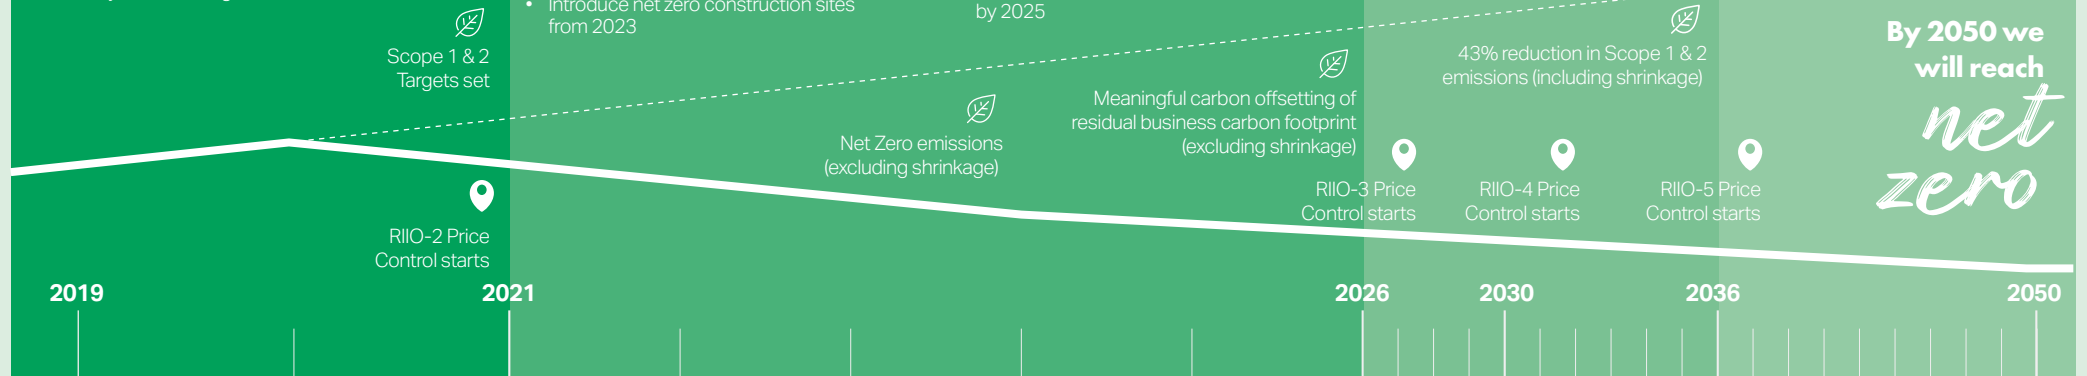 • Introduce net zero construction sites
from 2023
by 2025
Scope 1 & 2
Targets set
43% reduction in Scope 1 & 2
emissions (including shrinkage)
By 2050 we
will reach
net
zero
Meaningful carbon offsetting of
residual business carbon footprint
(excluding shrinkage)
Net Zero emissions
(excluding shrinkage)
RIIO-2 Price
Control starts
RIIO-3 Price
Control starts
RIIO-4 Price
Control starts
RIIO-5 Price
Control starts
2019
2021
2026
2030
2036
2050